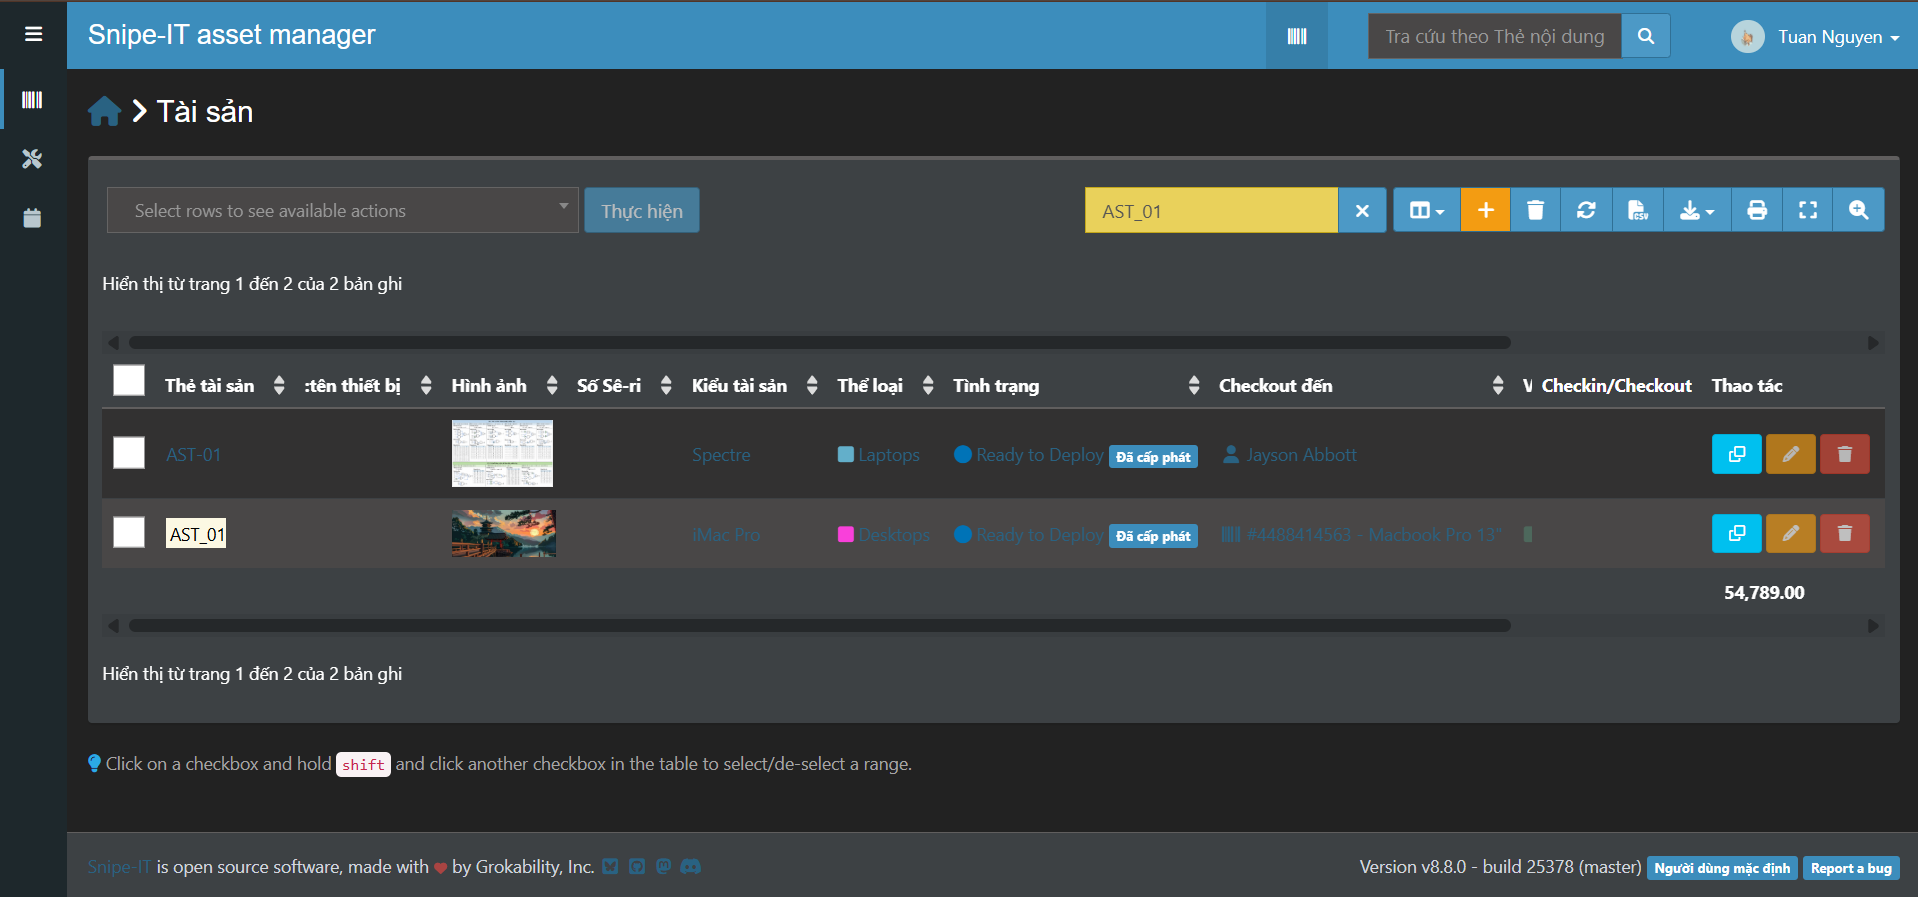 Snipe-IT asset manager
Tra cứu theo Thẻ nội dung
Tuan Nguyen
Tài sản
Select rows to see available actions
Thực hiện
AST_01
CSV
Hiển thị từ trang 1 đến 2 của 2 bản ghi
Thẻ tài sản :tên thiết bị Hình ảnh Số Sê-ri Kiểu tài sản Thể loại Tình trạng Checkout đến Checkin/Checkout Thao tác
AST-01 Spectre Laptops Ready to Deploy Đã cấp phát Jayson Abbott
AST_01 iMac Pro Desktops Ready to Deploy Đã cấp phát #4488414563 - Macbook Pro 13"
54,789.00
Hiển thị từ trang 1 đến 2 của 2 bản ghi
Click on a checkbox and hold shift and click another checkbox in the table to select/de-select a range.
Snipe-IT is open source software, made with by Grokability, Inc.
Version v8.8.0 - build 25378 (master) Người dùng mặc định Report a bug